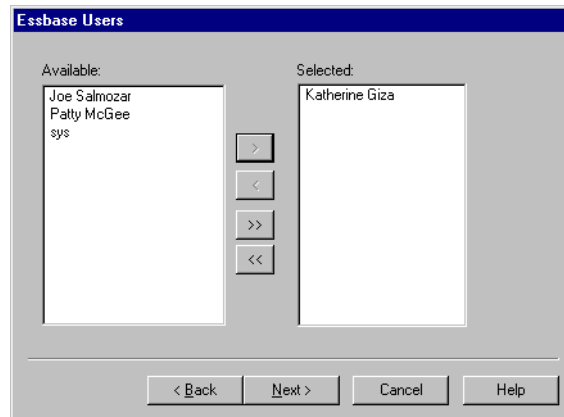 Essbase Users
Available:
Selected:
Joe Salmozar
Patty McGee
sys
Katherine Giza
>
<
>>
<<
< Back
Next >
Cancel
Help